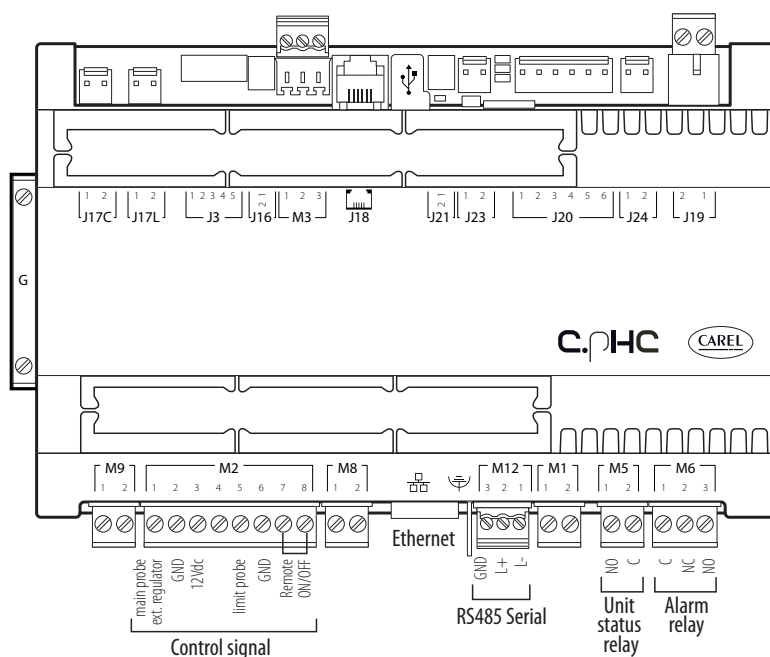 1 2
1 2
1 2 3 4 5
2 1
1 2 3
2 1
1 2
1 2 3 4 5 6
1 2
2 1
J17C J17L J3 J16 M3 J18 J21 J23 J20 J24 J19
G
c.pHC CAREL
M9 M2 M8 M12 M1 M5 M6
1 2
1 2 3 4 5 6 7 8
1 2
3 2 1
1 2
1 2
1 2 3
main probe
ext. regulator
GND
12Vdc
limit probe
GND
Remote
ON/OFF
Control signal
Ethernet
GND
L+
L-
RS485 Serial
NO
C
Unit
status
relay
C
NC
NO
Alarm
relay